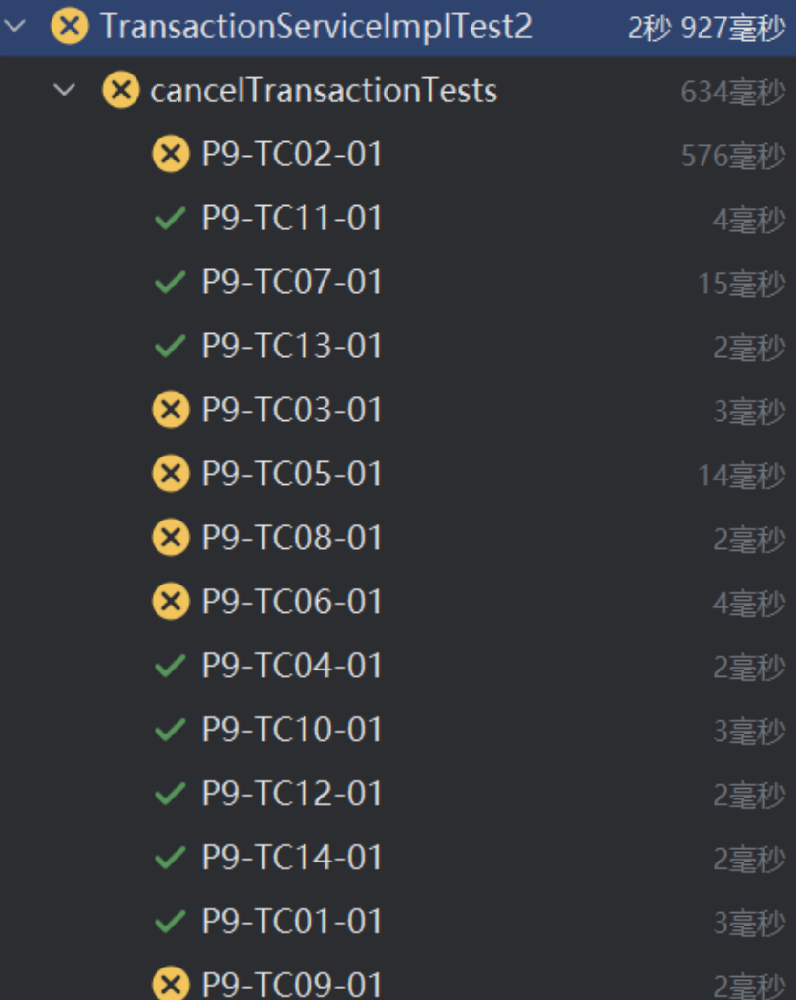 TransactionServiceImplTest2 2秒 927毫秒
cancelTransactionTests 634毫秒
P9-TC02-01 576毫秒
P9-TC11-01 4毫秒
P9-TC07-01 15毫秒
P9-TC13-01 2毫秒
P9-TC03-01 3毫秒
P9-TC05-01 14毫秒
P9-TC08-01 2毫秒
P9-TC06-01 4毫秒
P9-TC04-01 2毫秒
P9-TC10-01 3毫秒
P9-TC12-01 2毫秒
P9-TC14-01 2毫秒
P9-TC01-01 3毫秒
P9-TC09-01 2毫秒